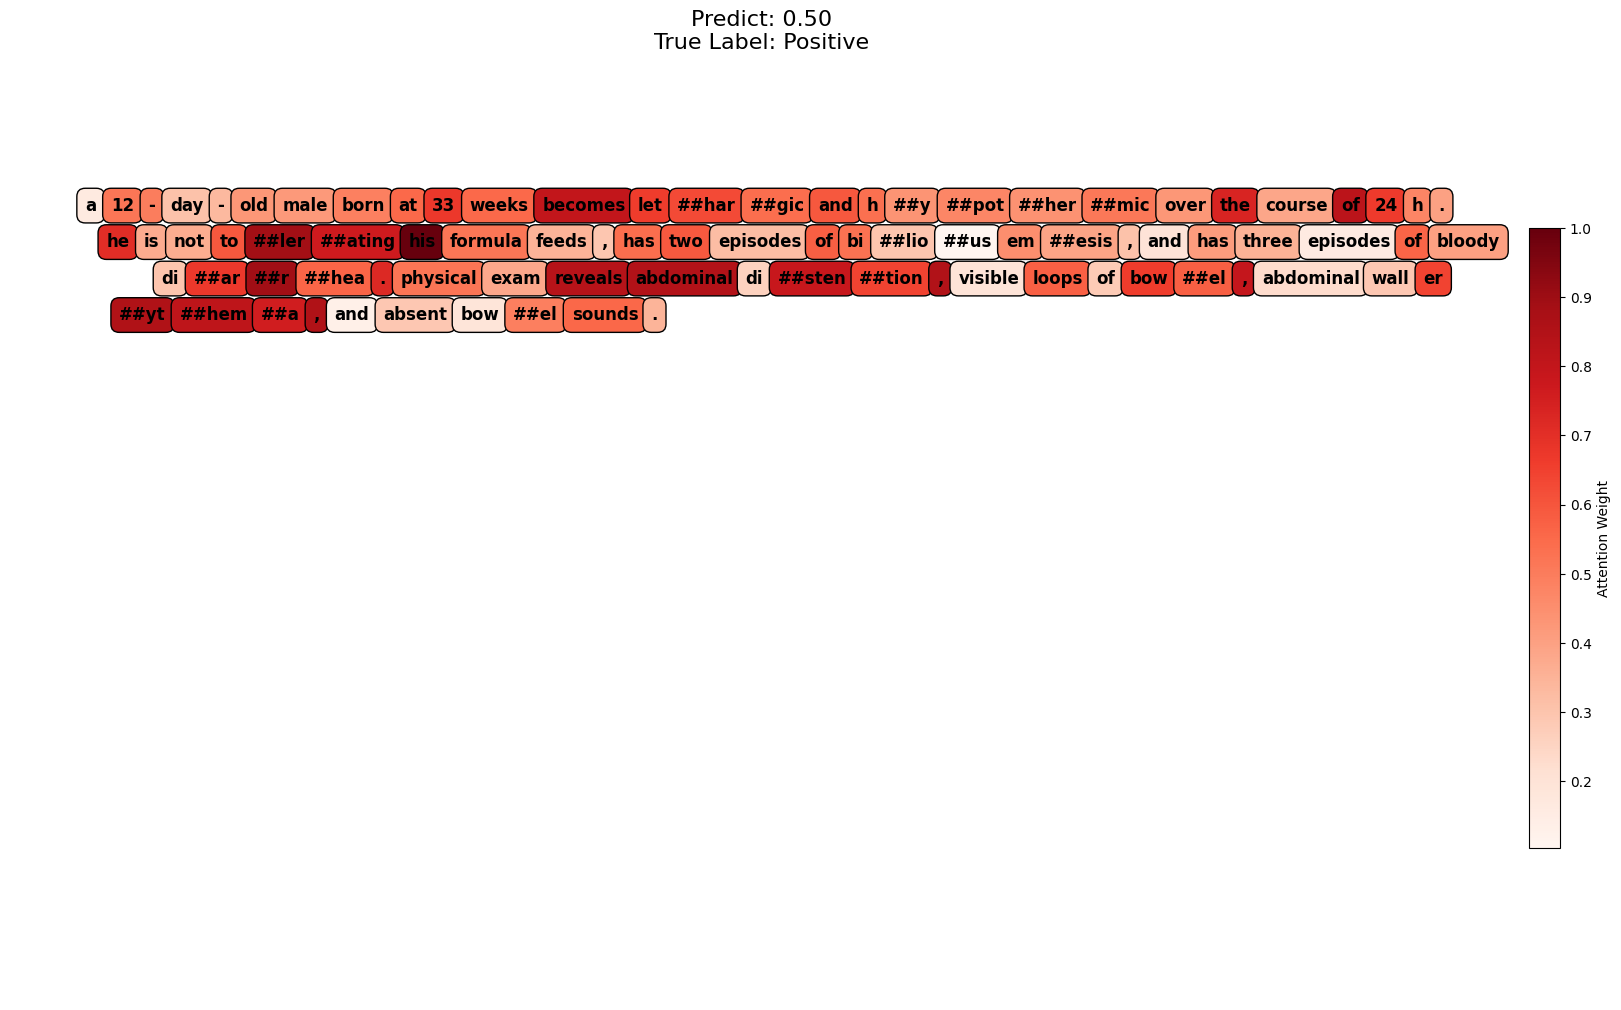 Predict: 0.50
True Label: Positive
a 12 - day - old male born at 33 weeks becomes let ##har ##gic and h ##y ##pot ##her ##mic over the course of 24 h .
he is not to ##ler ##ating his formula feeds , has two episodes of bi ##lio ##us em ##esis , and has three episodes of bloody
di ##ar ##r ##hea . physical exam reveals abdominal di ##sten ##tion , visible loops of bow ##el , abdominal wall er
##yt ##hem ##a , and absent bow ##el sounds .
1.0
0.9
0.8
0.7
0.6
0.5
0.4
0.3
0.2
Attention Weight